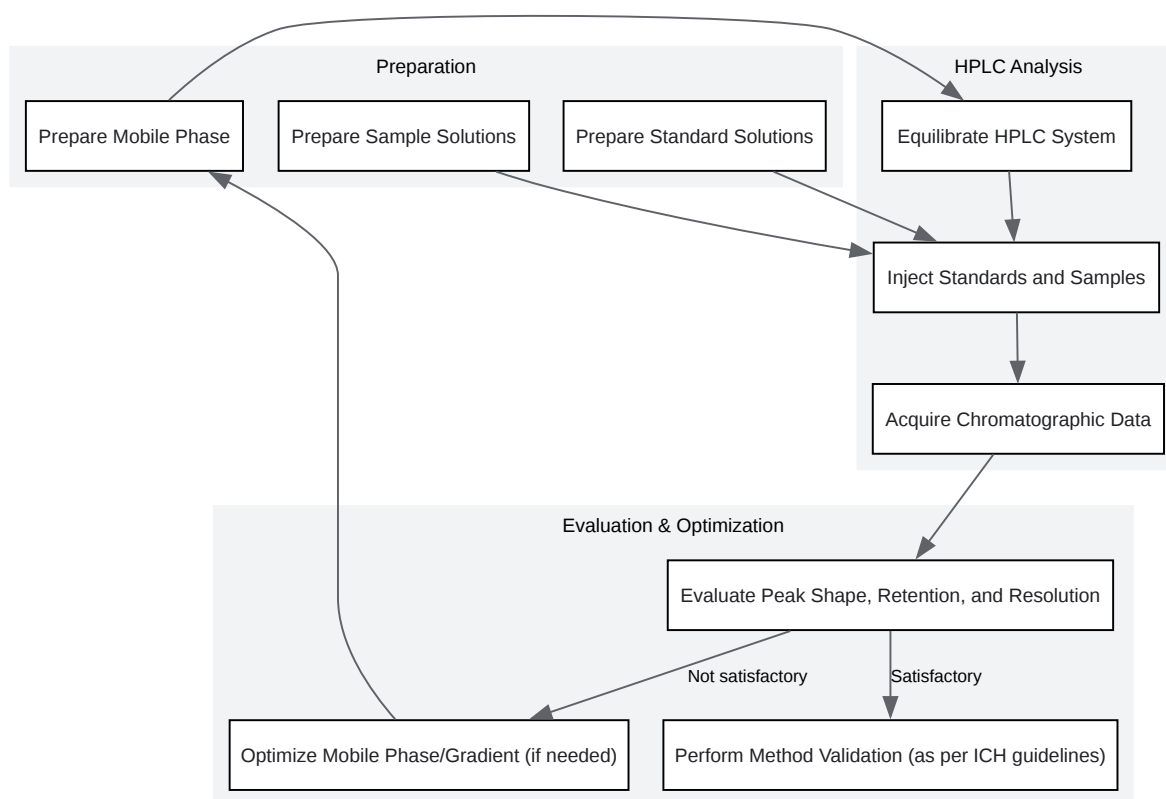 Preparation
HPLC Analysis
Prepare Mobile Phase
Prepare Sample Solutions
Prepare Standard Solutions
Equilibrate HPLC System
Inject Standards and Samples
Acquire Chromatographic Data
Evaluation & Optimization
Evaluate Peak Shape, Retention, and Resolution
Not satisfactory
Satisfactory
Optimize Mobile Phase/Gradient (if needed)
Perform Method Validation (as per ICH guidelines)